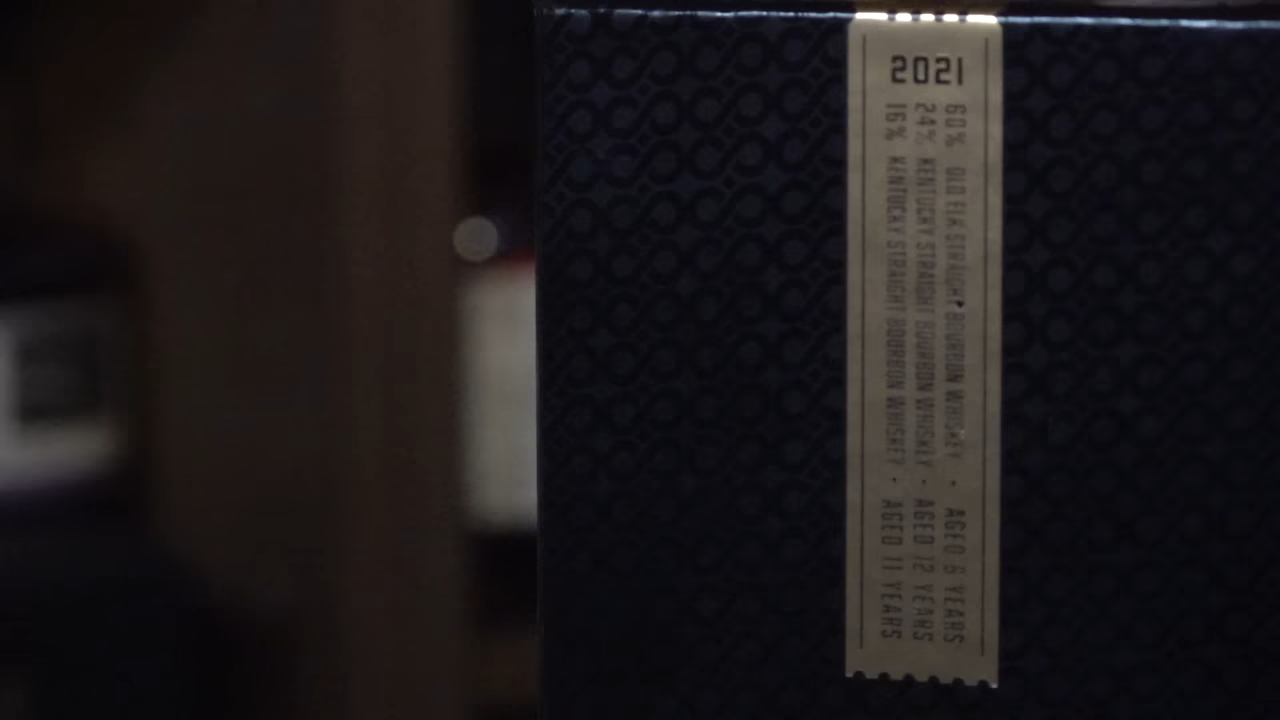 2021
60% OLD ELK STRAIGHT BOURBON WHISKEY • AGED 6 YEARS
24% KENTUCKY STRAIGHT BOURBON WHISKEY • AGED 12 YEARS
16% KENTUCKY STRAIGHT BOURBON WHISKEY • AGED 11 YEARS